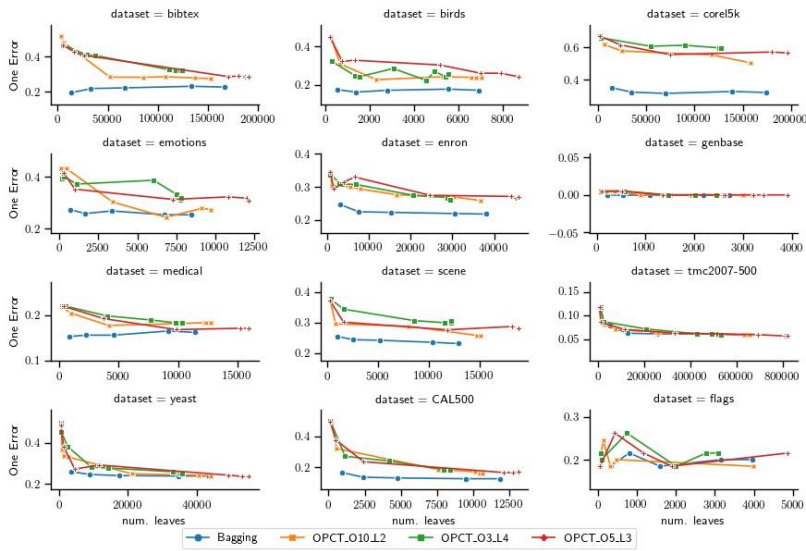 dataset = bibtex
dataset = birds
dataset = corel5k
One Error
0.4
0.2
0 50000 100000 150000 200000
0.4
0.2
0 2000 4000 6000 8000
0.6
0.4
0 50000 100000 150000 200000
dataset = emotions
dataset = enron
dataset = genbase
One Error
0.4
0.2
0 2500 5000 7500 10000 12500
0.4
0.3
0.2
0 10000 20000 30000 40000
0.05
0.00
−0.05
0 1000 2000 3000 4000
dataset = medical
dataset = scene
dataset = tmc2007-500
One Error
0.2
0.1
0 5000 10000 15000
0.4
0.3
0.2
0 5000 10000 15000
0.15
0.10
0.05
0 200000 400000 600000 800000
dataset = yeast
dataset = CAL500
dataset = flags
One Error
0.4
0.2
0 20000 40000
num. leaves
0.4
0.2
0 2500 5000 7500 10000 12500
num. leaves
0.3
0.2
0 1000 2000 3000 4000 5000
num. leaves
Bagging OPCT_O10_L2 OPCT_O3_L4 OPCT_O5_L3